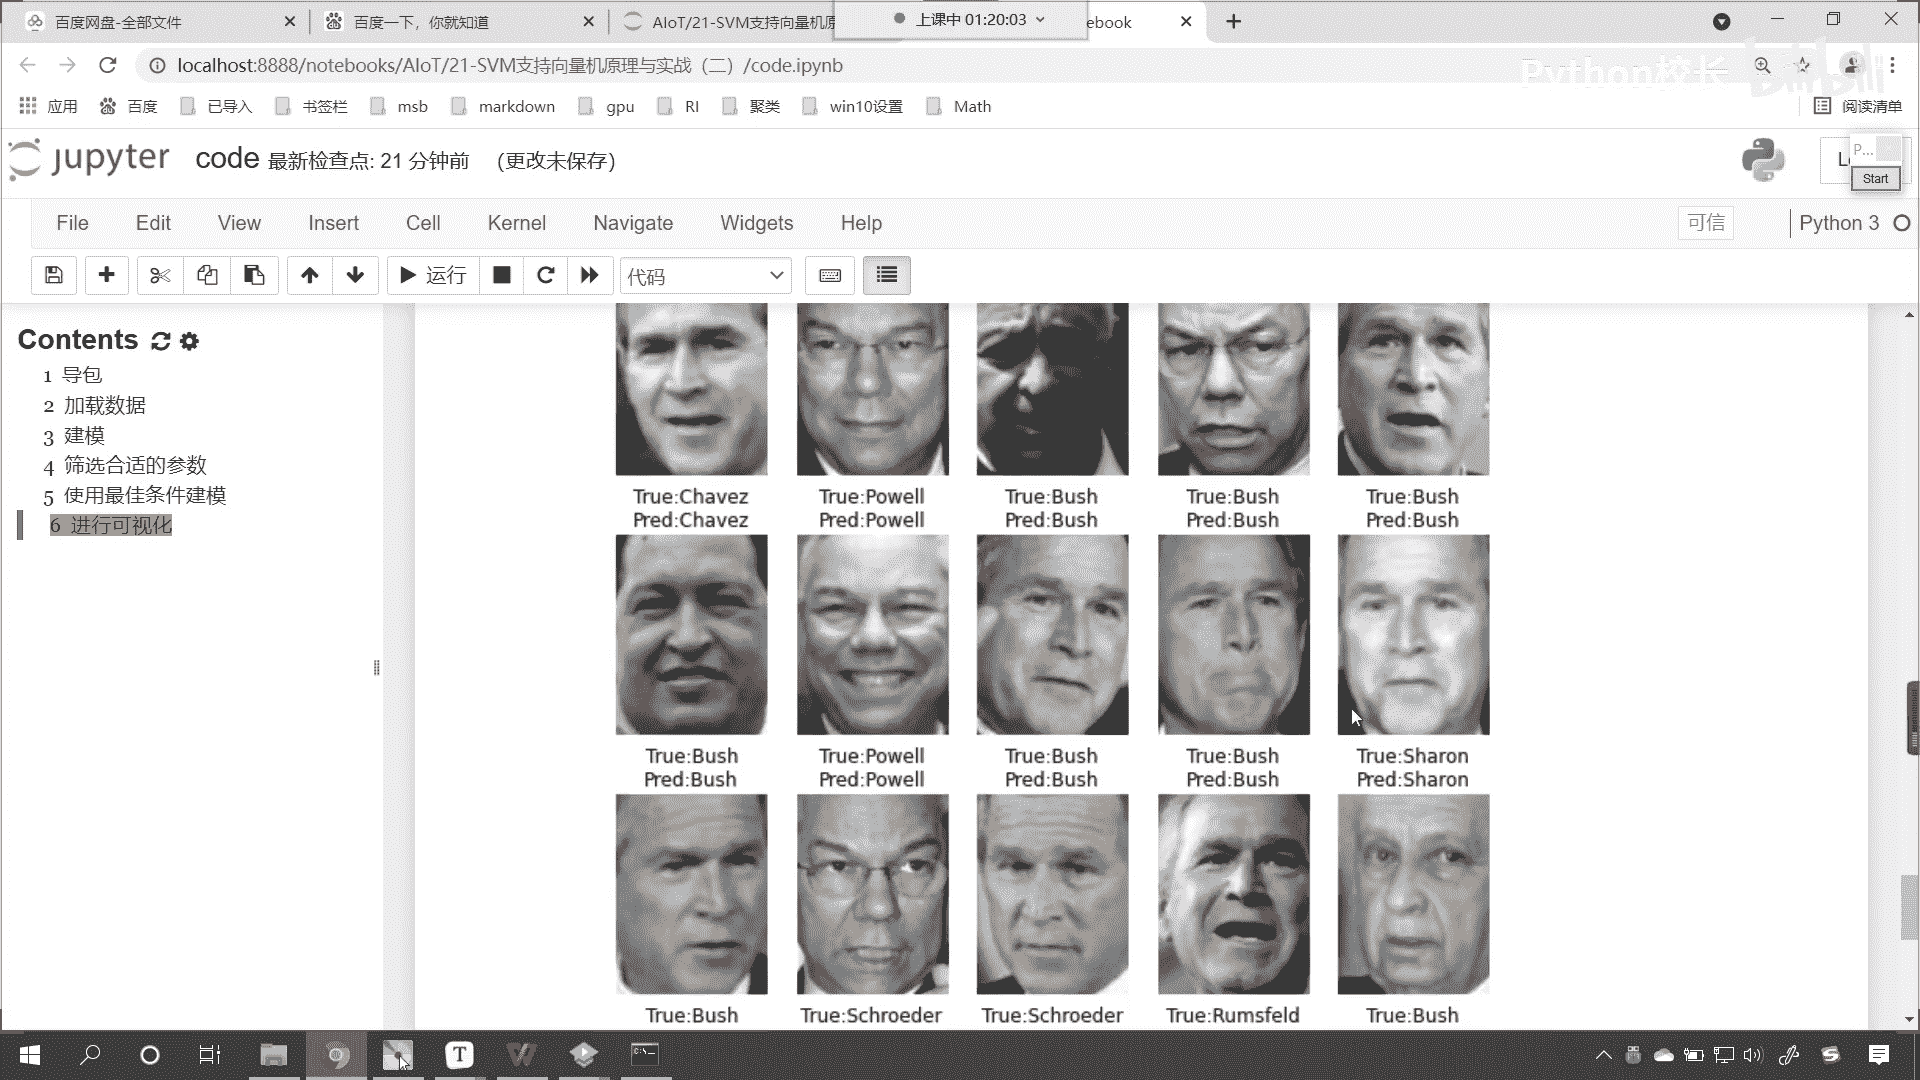 百度网盘-全部文件
百度一下，你就知道
AIoT/21-SVM支持向量机原
上课中 01:20:03
ebook
localhost:8888/notebooks/AIoT/21-SVM支持向量机原理与实战（二）/code.ipynb
Python校长
bilibili
应用 百度 已导入 书签栏 msb markdown gpu RI 聚类 win10设置 Math 阅读清单
jupyter code 最新检查点: 21 分钟前 (更改未保存)
P...
Start
File Edit View Insert Cell Kernel Navigate Widgets Help 可信 Python 3
运行 代码
Contents
1 导包
2 加载数据
3 建模
4 筛选合适的参数
5 使用最佳条件建模
6 进行可视化
True:Chavez True:Powell True:Bush True:Bush True:Bush
Pred:Chavez Pred:Powell Pred:Bush Pred:Bush Pred:Bush
True:Bush True:Powell True:Bush True:Bush True:Sharon
Pred:Bush Pred:Powell Pred:Bush Pred:Bush Pred:Sharon
True:Bush True:Schroeder True:Schroeder True:Rumsfeld True:Bush